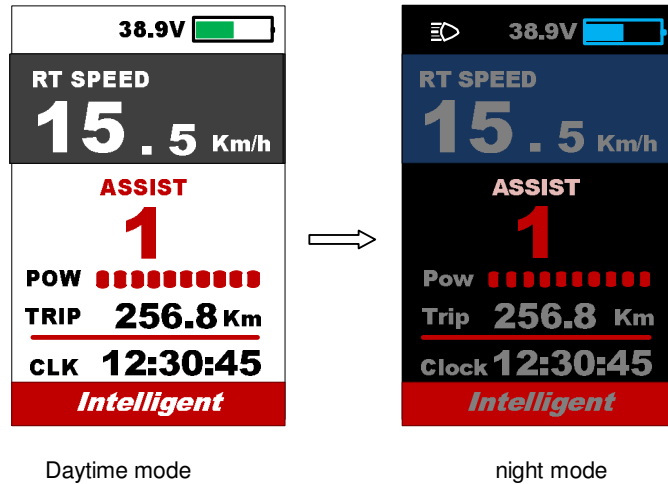 38.9V
RT SPEED
15.5 Km/h
ASSIST
1
POW
TRIP 256.8 Km
CLK 12:30:45
Intelligent
Daytime mode
38.9V
RT SPEED
15.5 Km/h
ASSIST
1
Pow
Trip 256.8 Km
Clock 12:30:45
Intelligent
night mode